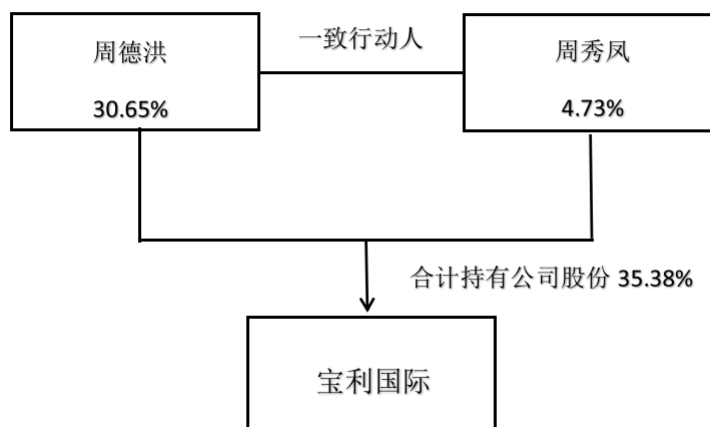 周德洪
30.65%
一致行动人
周秀凤
4.73%
合计持有公司股份 35.38%
宝利国际